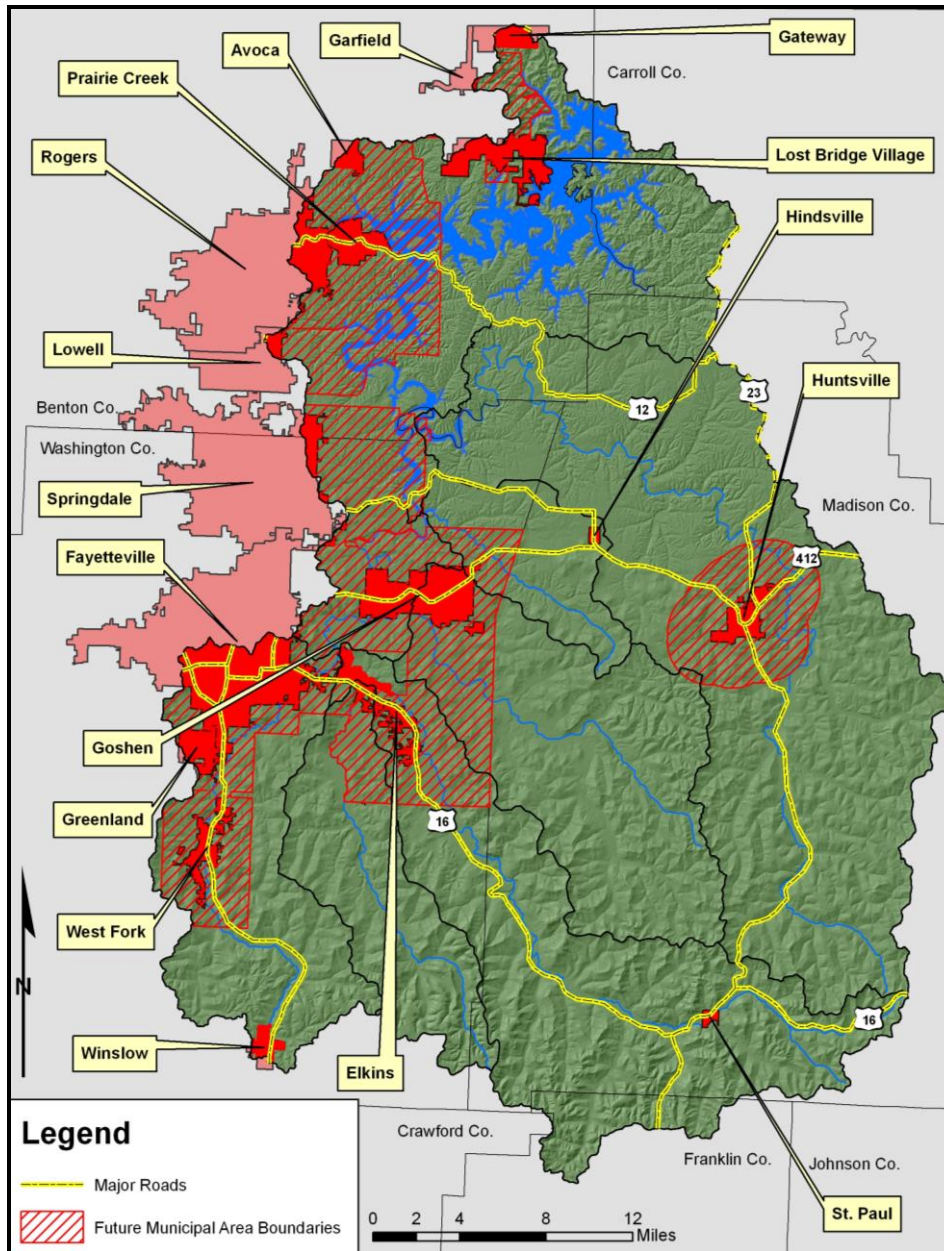 Garfield
Gateway
Avoca
Carroll Co.
Prairie Creek
Rogers
Lost Bridge Village
Hindsville
Lowell
Huntsville
23
12
Benton Co.
Washington Co.
Springdale
Madison Co.
Fayetteville
412
Goshen
Greenland
16
West Fork
N
16
Winslow
Elkins
Legend
Major Roads
Future Municipal Area Boundaries
Crawford Co.
Franklin Co.
Johnson Co.
St. Paul
0 2 4 8 12
Miles